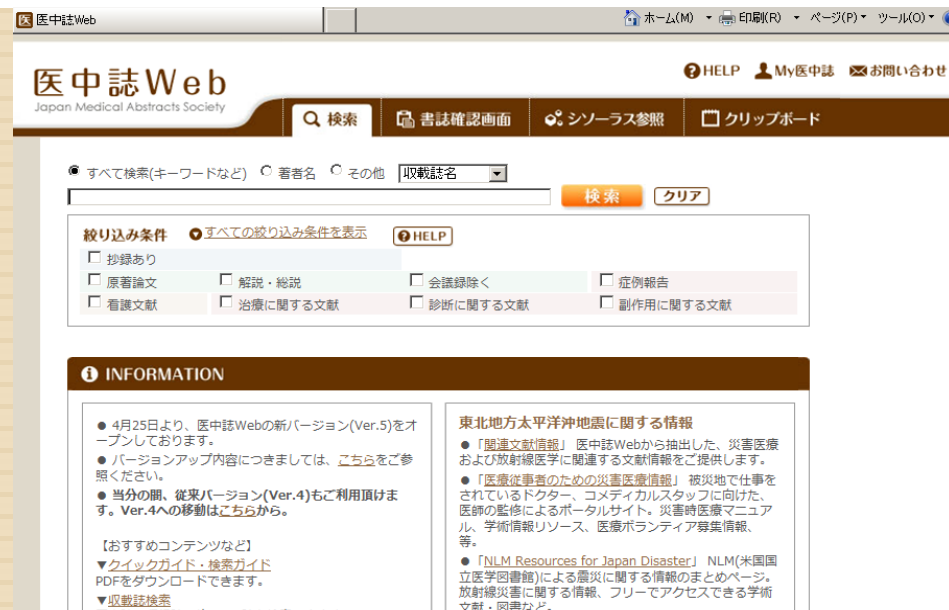 医中誌Web
ホーム(M) 印刷(R) ページ(P) ツール(O)
医中誌Web
Japan Medical Abstracts Society
HELP My医中誌 お問い合わせ
検索 書誌確認画面 シソーラス参照 クリップボード
すべて検索(キーワードなど) 著者名 その他 収載誌名
検索 クリア
絞り込み条件 すべての絞り込み条件を表示 HELP
抄録あり
原著論文 解説・総説 会議録除く 症例報告
看護文献 治療に関する文献 診断に関する文献 副作用に関する文献
INFORMATION
● 4月25日より、医中誌Webの新バージョン(Ver.5)をオ
ープンしております。
● バージョンアップ内容につきましては、こちらをご参
照ください。
● 当分の間、従来バージョン(Ver.4)もご利用頂けま
す。Ver.4への移動はこちらから。
【おすすめコンテンツなど】
▼クイックガイド・検索ガイド
PDFをダウンロードできます。
▼収載誌検索
東北地方太平洋沖地震に関する情報
● 「関連文献情報」 医中誌Webから抽出した、災害医療
および放射線医学に関連する文献情報をご提供します。
● 「医療従事者のための災害医療情報」 被災地で仕事を
されているドクター、コメディカルスタッフに向けた、
医師の監修によるポータルサイト。災害時医療マニュア
ル、学術情報リソース、医療ボランティア募集情報、
等。
● 「NLM Resources for Japan Disaster」 NLM(米国国
立医学図書館)による震災に関する情報のまとめページ。
放射線災害に関する情報、フリーでアクセスできる学術
文献・図書など。